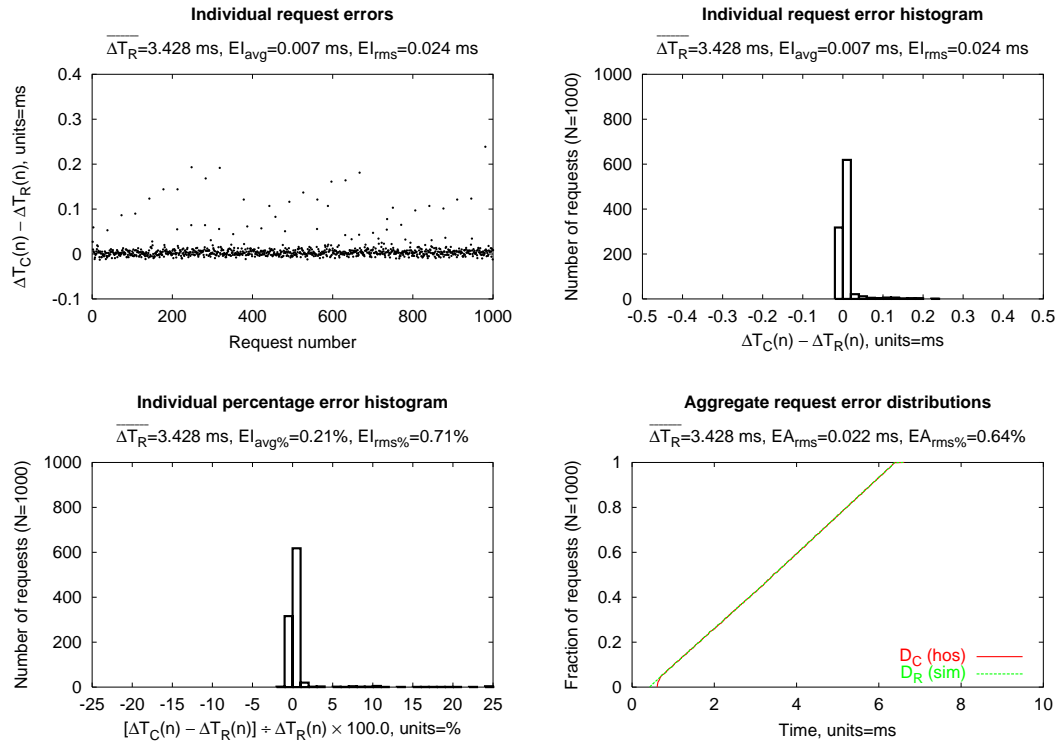 Individual request errors
ΔT_R=3.428 ms, EI_avg=0.007 ms, EI_rms=0.024 ms
ΔT_C(n) − ΔT_R(n), units=ms
0.4
0.3
0.2
0.1
0
-0.1
0 200 400 600 800 1000
Request number
Individual request error histogram
ΔT_R=3.428 ms, EI_avg=0.007 ms, EI_rms=0.024 ms
Number of requests (N=1000)
1000
800
600
400
200
0
-0.5 -0.4 -0.3 -0.2 -0.1 0 0.1 0.2 0.3 0.4 0.5
ΔT_C(n) − ΔT_R(n), units=ms
Individual percentage error histogram
ΔT_R=3.428 ms, EI_avg%=0.21%, EI_rms%=0.71%
Number of requests (N=1000)
1000
800
600
400
200
0
-25 -20 -15 -10 -5 0 5 10 15 20 25
[ΔT_C(n) − ΔT_R(n)] ÷ ΔT_R(n) × 100.0, units=%
Aggregate request error distributions
ΔT_R=3.428 ms, EA_rms=0.022 ms, EA_rms%=0.64%
Fraction of requests (N=1000)
1
0.8
0.6
0.4
0.2
0
D_C (hos)
D_R (sim)
0 2 4 6 8 10
Time, units=ms